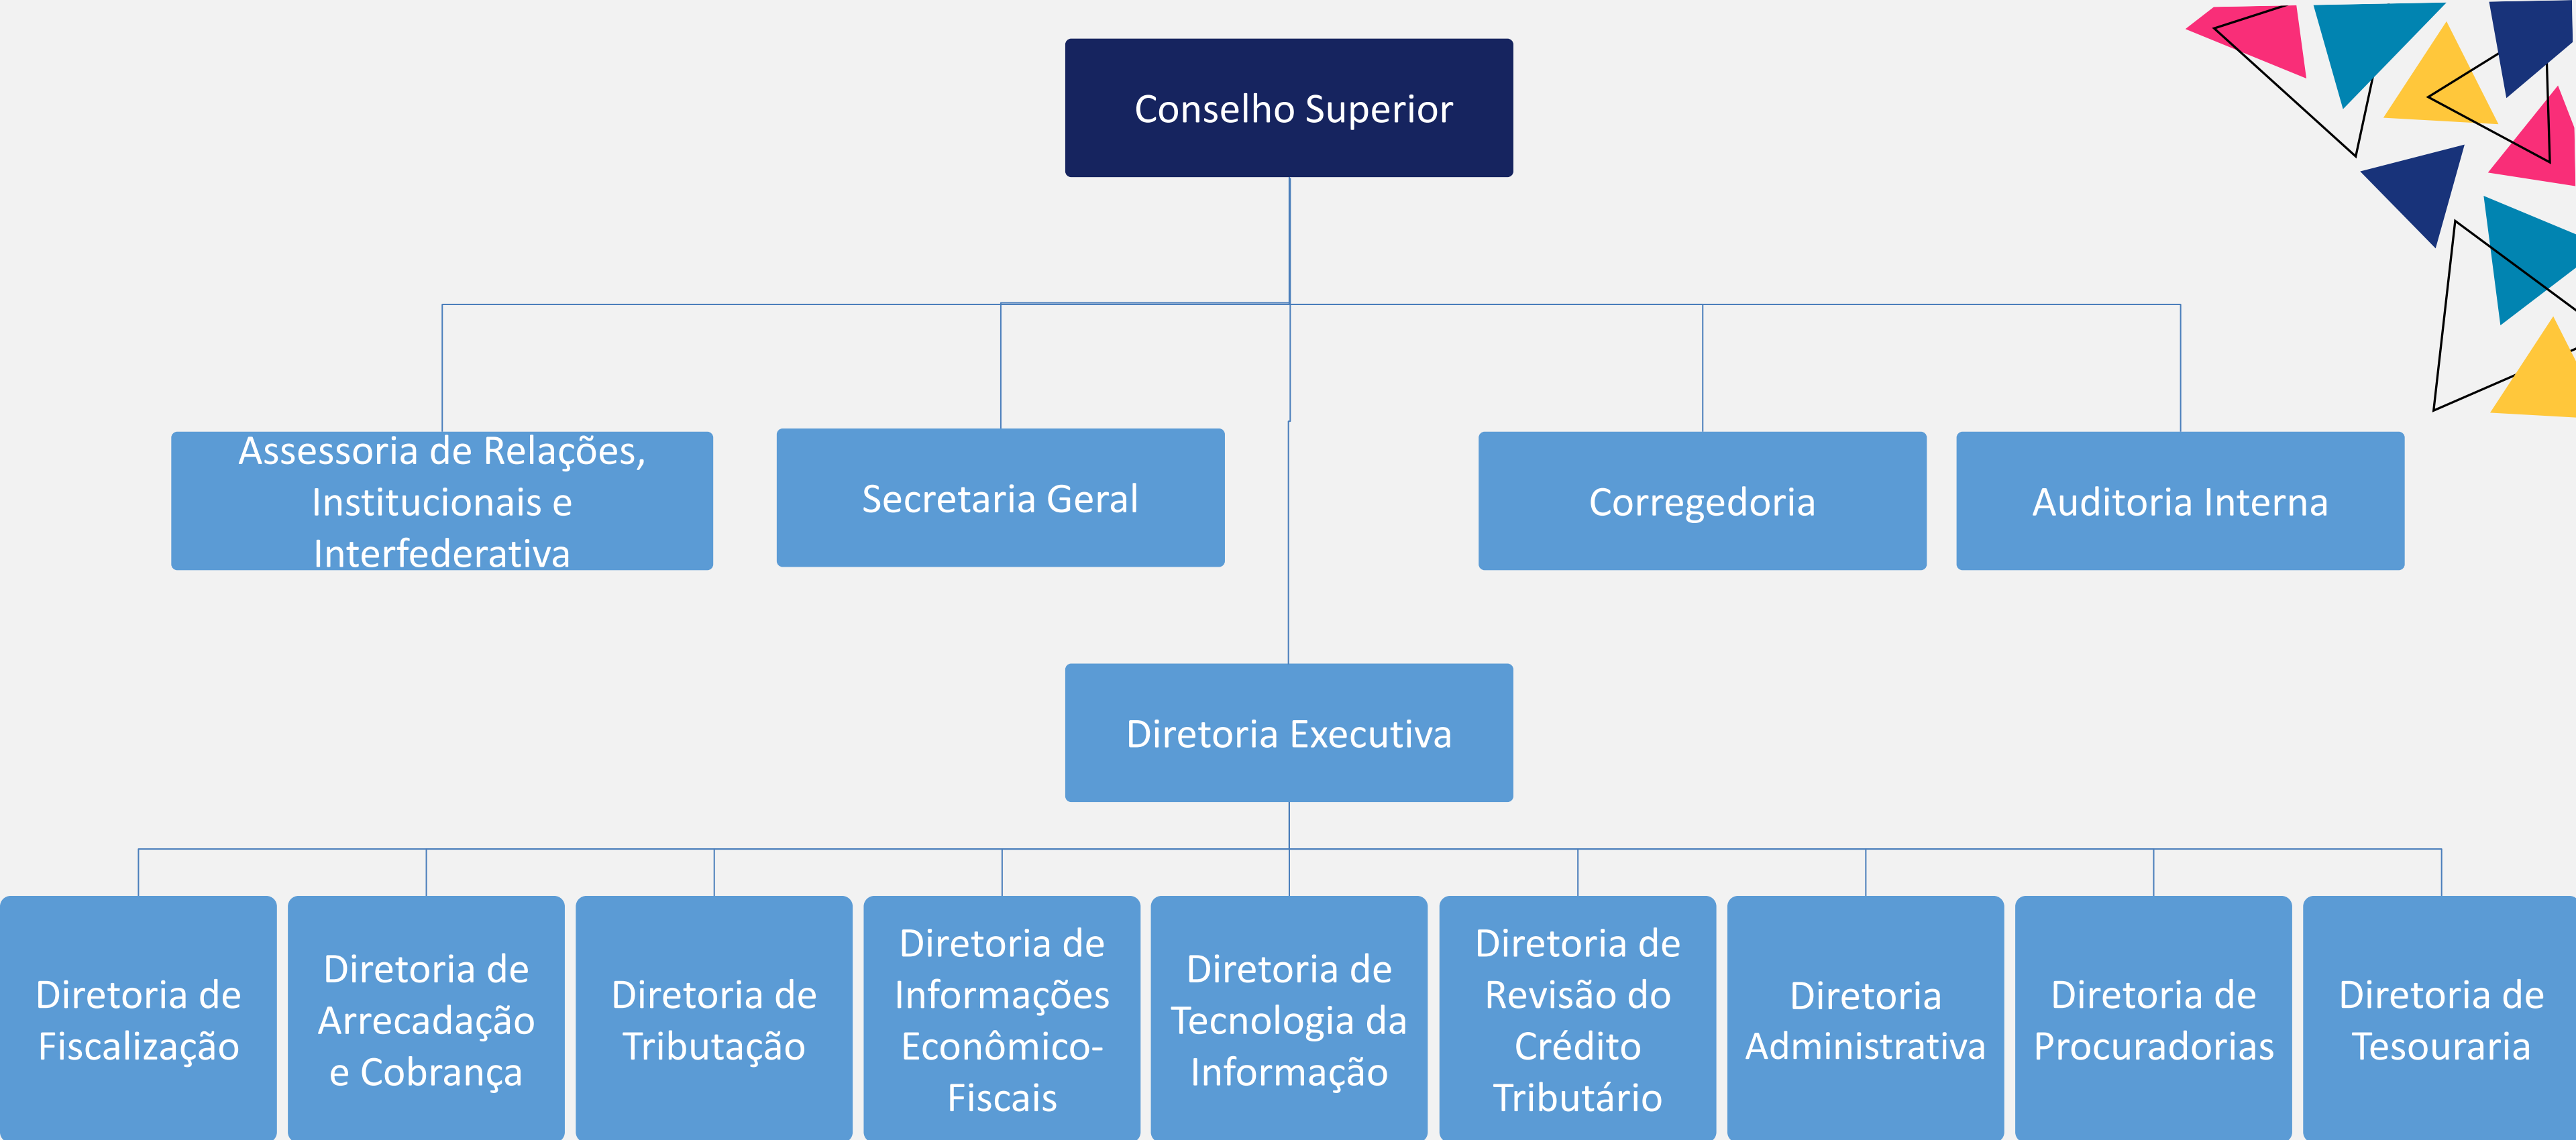 Conselho Superior
Assessoria de Relações,
Institucionais e
Interfederativa
Secretaria Geral
Corregedoria
Auditoria Interna
Diretoria Executiva
Diretoria de
Fiscalização
Diretoria de
Arrecadação
e Cobrança
Diretoria de
Tributação
Diretoria de
Informações
Econômico-
Fiscais
Diretoria de
Tecnologia da
Informação
Diretoria de
Revisão do
Crédito
Tributário
Diretoria
Administrativa
Diretoria de
Procuradorias
Diretoria de
Tesouraria